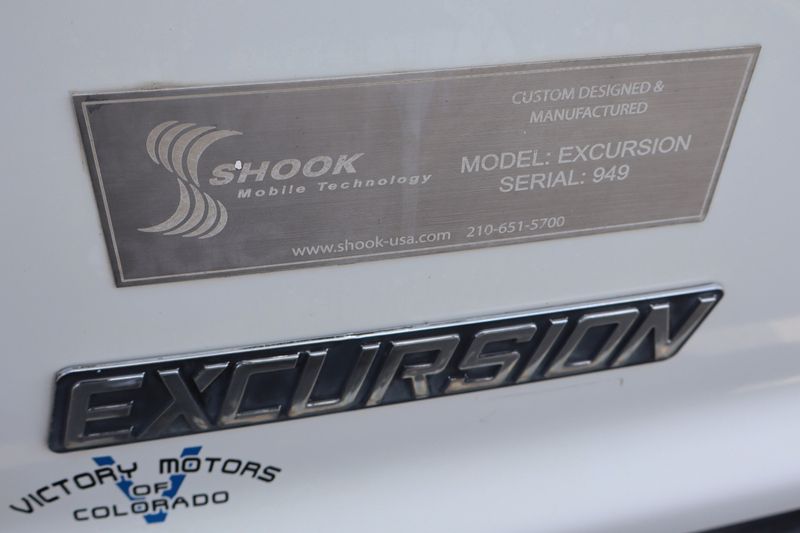 CUSTOM DESIGNED &
MANUFACTURED
SHOOK
Mobile Technology
MODEL: EXCURSION
SERIAL: 949
www.shook-usa.com 210-651-5700
EXCURSION
VICTORY MOTORS
OF
COLORADO